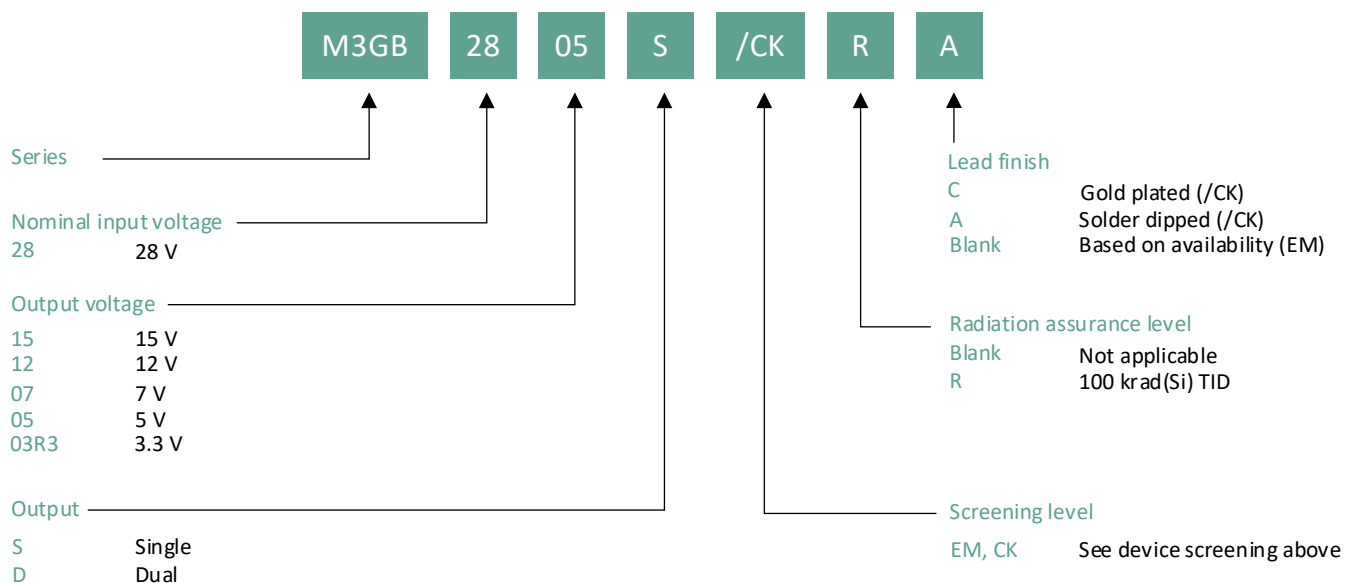 M3GB 28 05 S /CK R A
Series
Nominal input voltage
28 28 V
Output voltage
15 15 V
12 12 V
07 7 V
05 5 V
03R3 3.3 V
Output
S Single
D Dual
Lead finish
C Gold plated (/CK)
A Solder dipped (/CK)
Blank Based on availability (EM)
Radiation assurance level
Blank Not applicable
R 100 krad(Si) TID
Screening level
EM, CK See device screening above